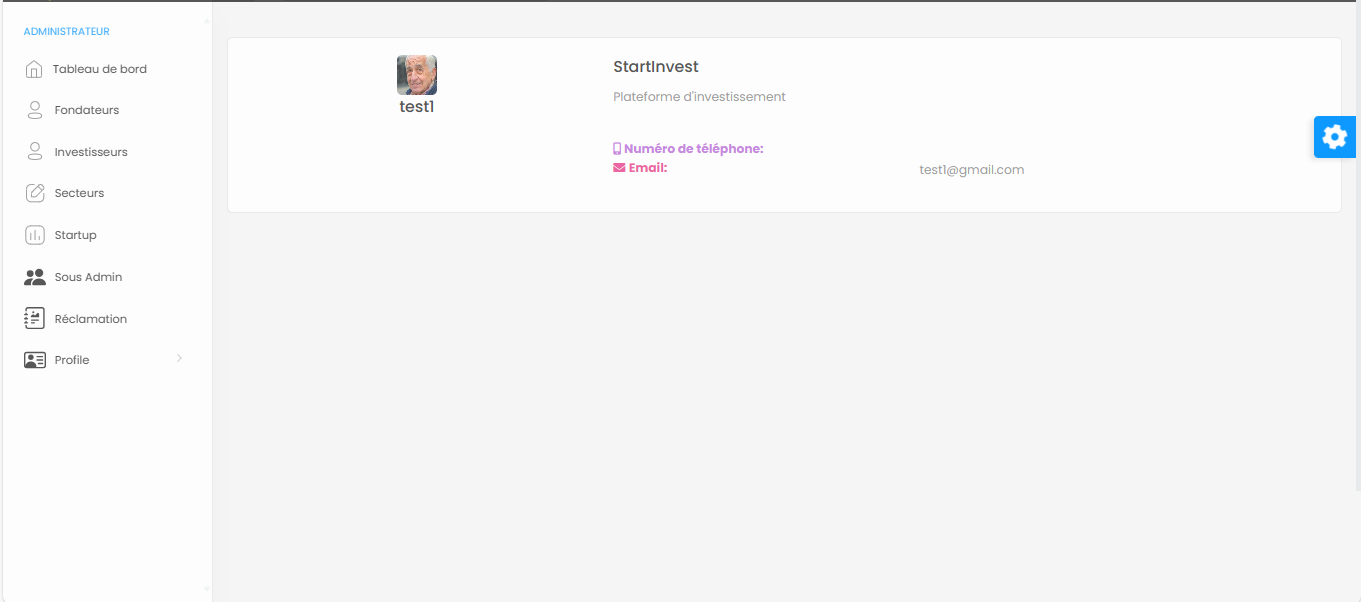 ADMINISTRATEUR
Tableau de bord
Fondateurs
Investisseurs
Secteurs
Startup
Sous Admin
Réclamation
Profile
test1
StartInvest
Plateforme d'investissement
Numéro de téléphone:
Email:
test1@gmail.com